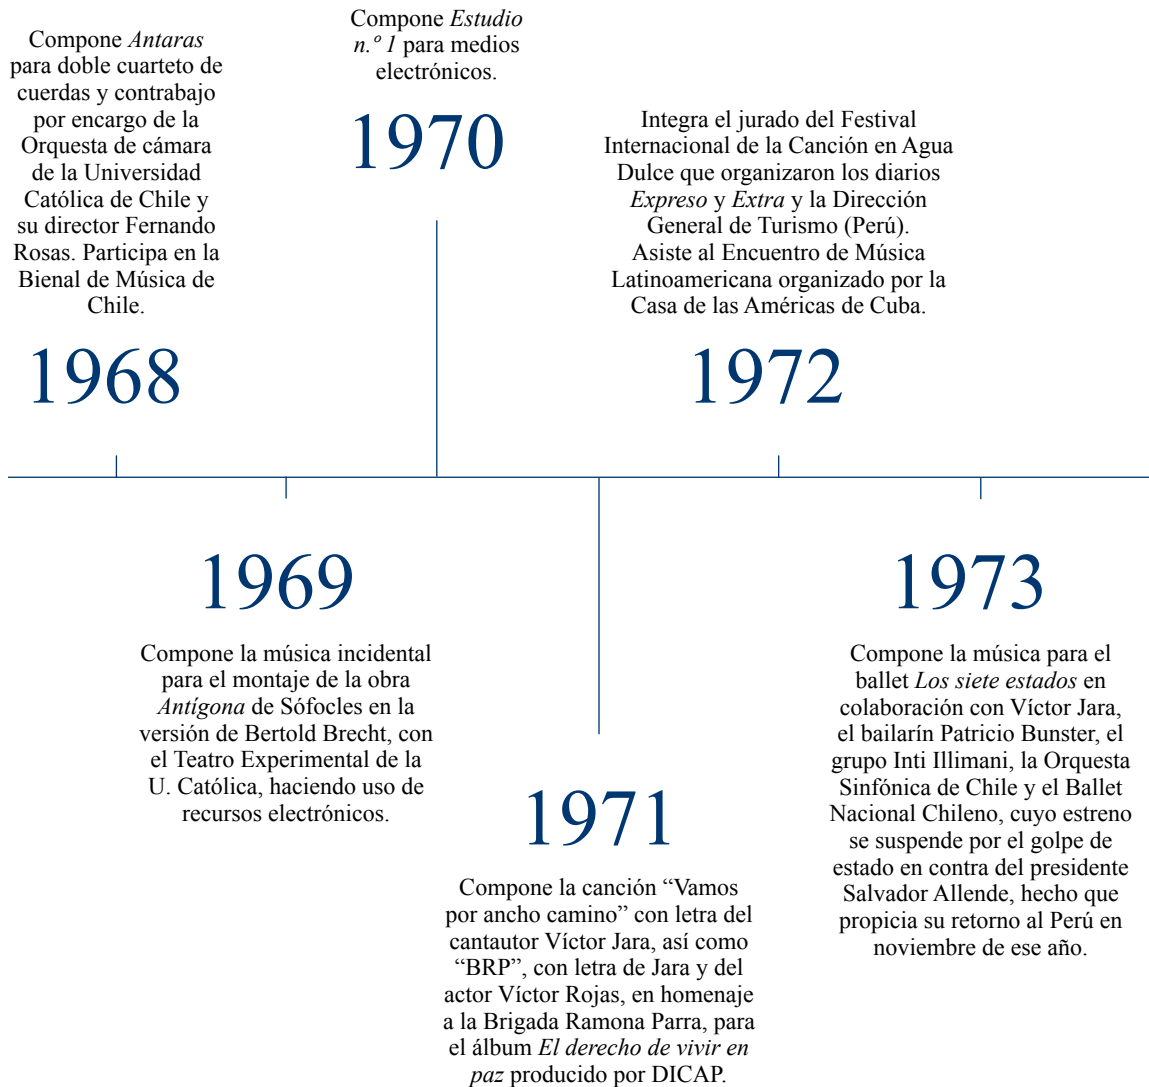 Compone Antaras
para doble cuarteto de
cuerdas y contrabajo
por encargo de la
Orquesta de cámara
de la Universidad
Católica de Chile y
su director Fernando
Rosas. Participa en la
Bienal de Música de
Chile.
1968
Compone la música incidental
para el montaje de la obra
Antígona de Sófocles en la
versión de Bertold Brecht, con
el Teatro Experimental de la
U. Católica, haciendo uso de
recursos electrónicos.
1969
Compone Estudio
n.º 1 para medios
electrónicos.
1970
1971
Compone la canción “Vamos
por ancho camino” con letra del
cantautor Víctor Jara, así como
“BRP”, con letra de Jara y del
actor Víctor Rojas, en homenaje
a la Brigada Ramona Parra, para
el álbum El derecho de vivir en
paz producido por DICAP.
Integra el jurado del Festival
Internacional de la Canción en Agua
Dulce que organizaron los diarios
Expreso y Extra y la Dirección
General de Turismo (Perú).
Asiste al Encuentro de Música
Latinoamericana organizado por la
Casa de las Américas de Cuba.
1972
1973
Compone la música para el
ballet Los siete estados en
colaboración con Víctor Jara,
el bailarín Patricio Bunster, el
grupo Inti Illimani, la Orquesta
Sinfónica de Chile y el Ballet
Nacional Chileno, cuyo estreno
se suspende por el golpe de
estado en contra del presidente
Salvador Allende, hecho que
propicia su retorno al Perú en
noviembre de ese año.